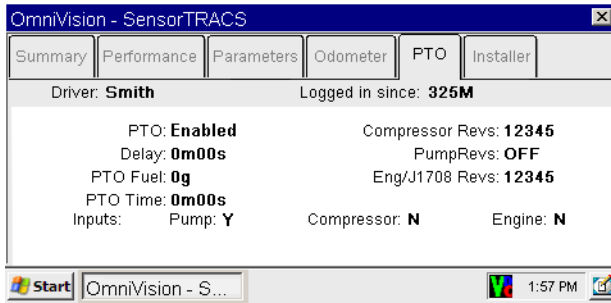 OmniVision - SensorTRACS
Summary Performance Parameters Odometer PTO Installer
Driver: Smith Logged in since: 325M
PTO: Enabled Compressor Revs: 12345
Delay: 0m00s PumpRevs: OFF
PTO Fuel: 0g Eng/J1708 Revs: 12345
PTO Time: 0m00s
Inputs: Pump: Y Compressor: N Engine: N
Start OmniVision - S... 1:57 PM